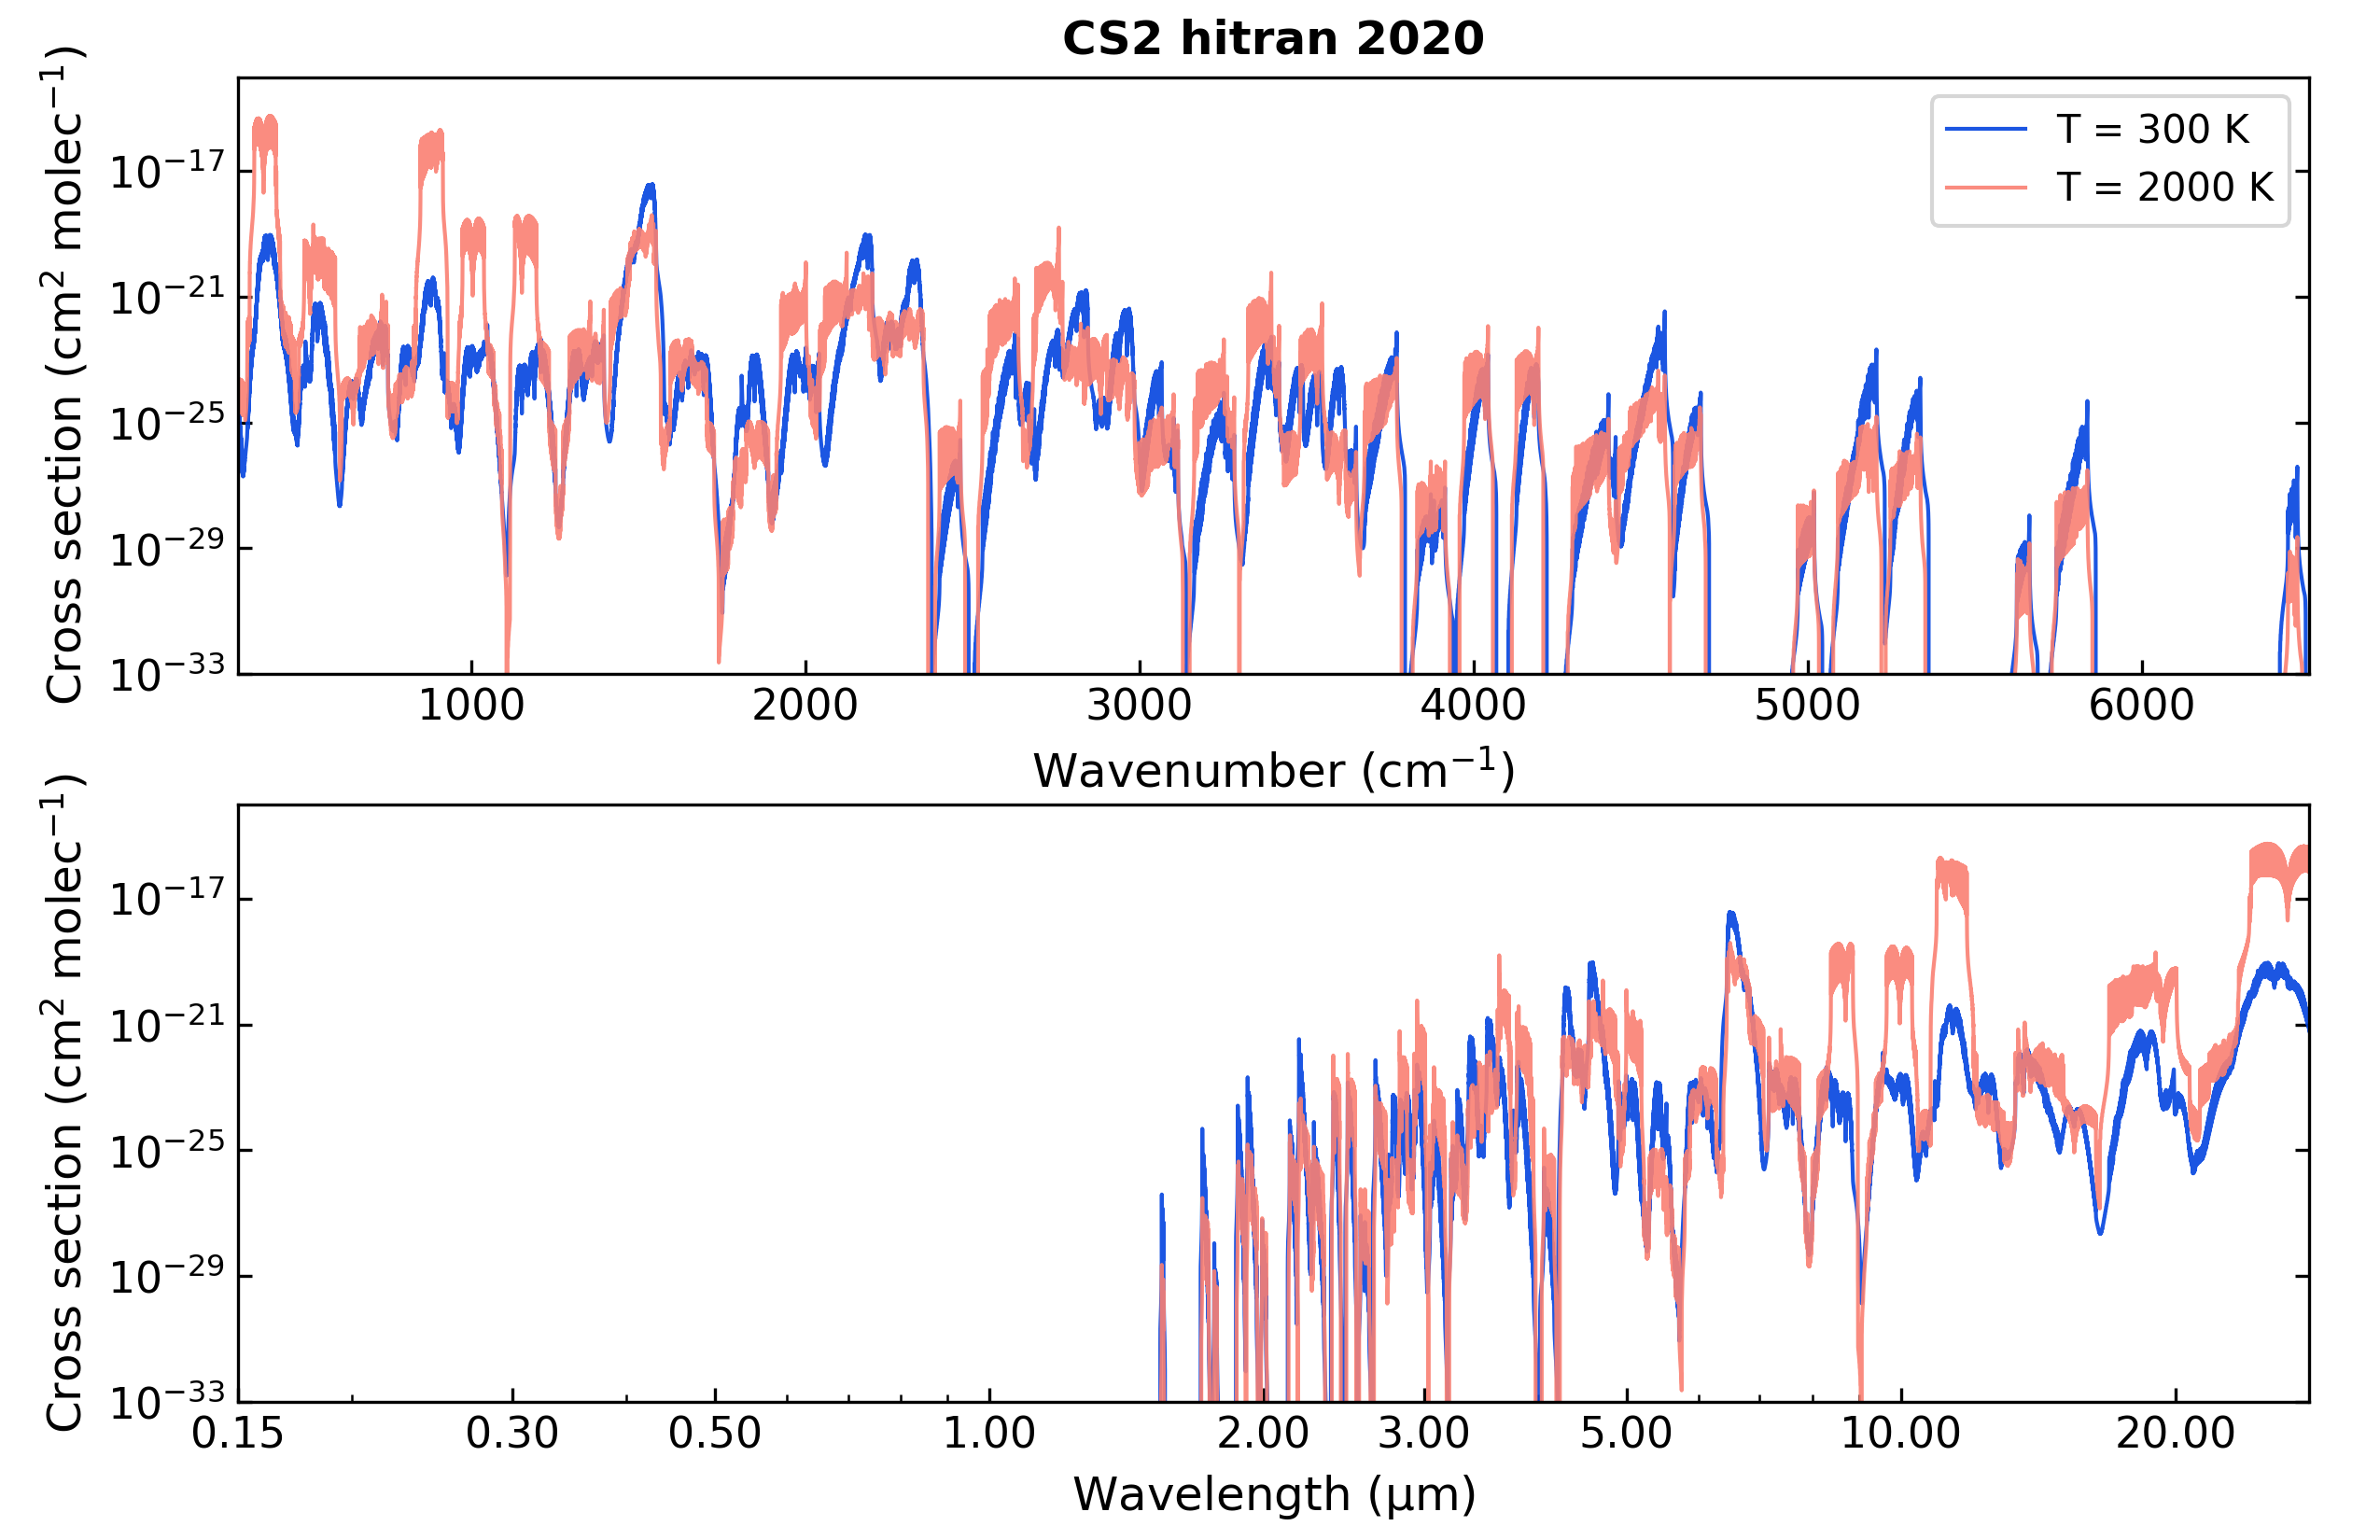 CS2 hitran 2020
Cross section (cm² molec⁻¹)
10⁻¹⁷
10⁻²¹
10⁻²⁵
10⁻²⁹
10⁻³³
T = 300 K
T = 2000 K
1000 2000 3000 4000 5000 6000
Wavenumber (cm⁻¹)
Cross section (cm² molec⁻¹)
10⁻¹⁷
10⁻²¹
10⁻²⁵
10⁻²⁹
10⁻³³
0.15 0.30 0.50 1.00 2.00 3.00 5.00 10.00 20.00
Wavelength (μm)